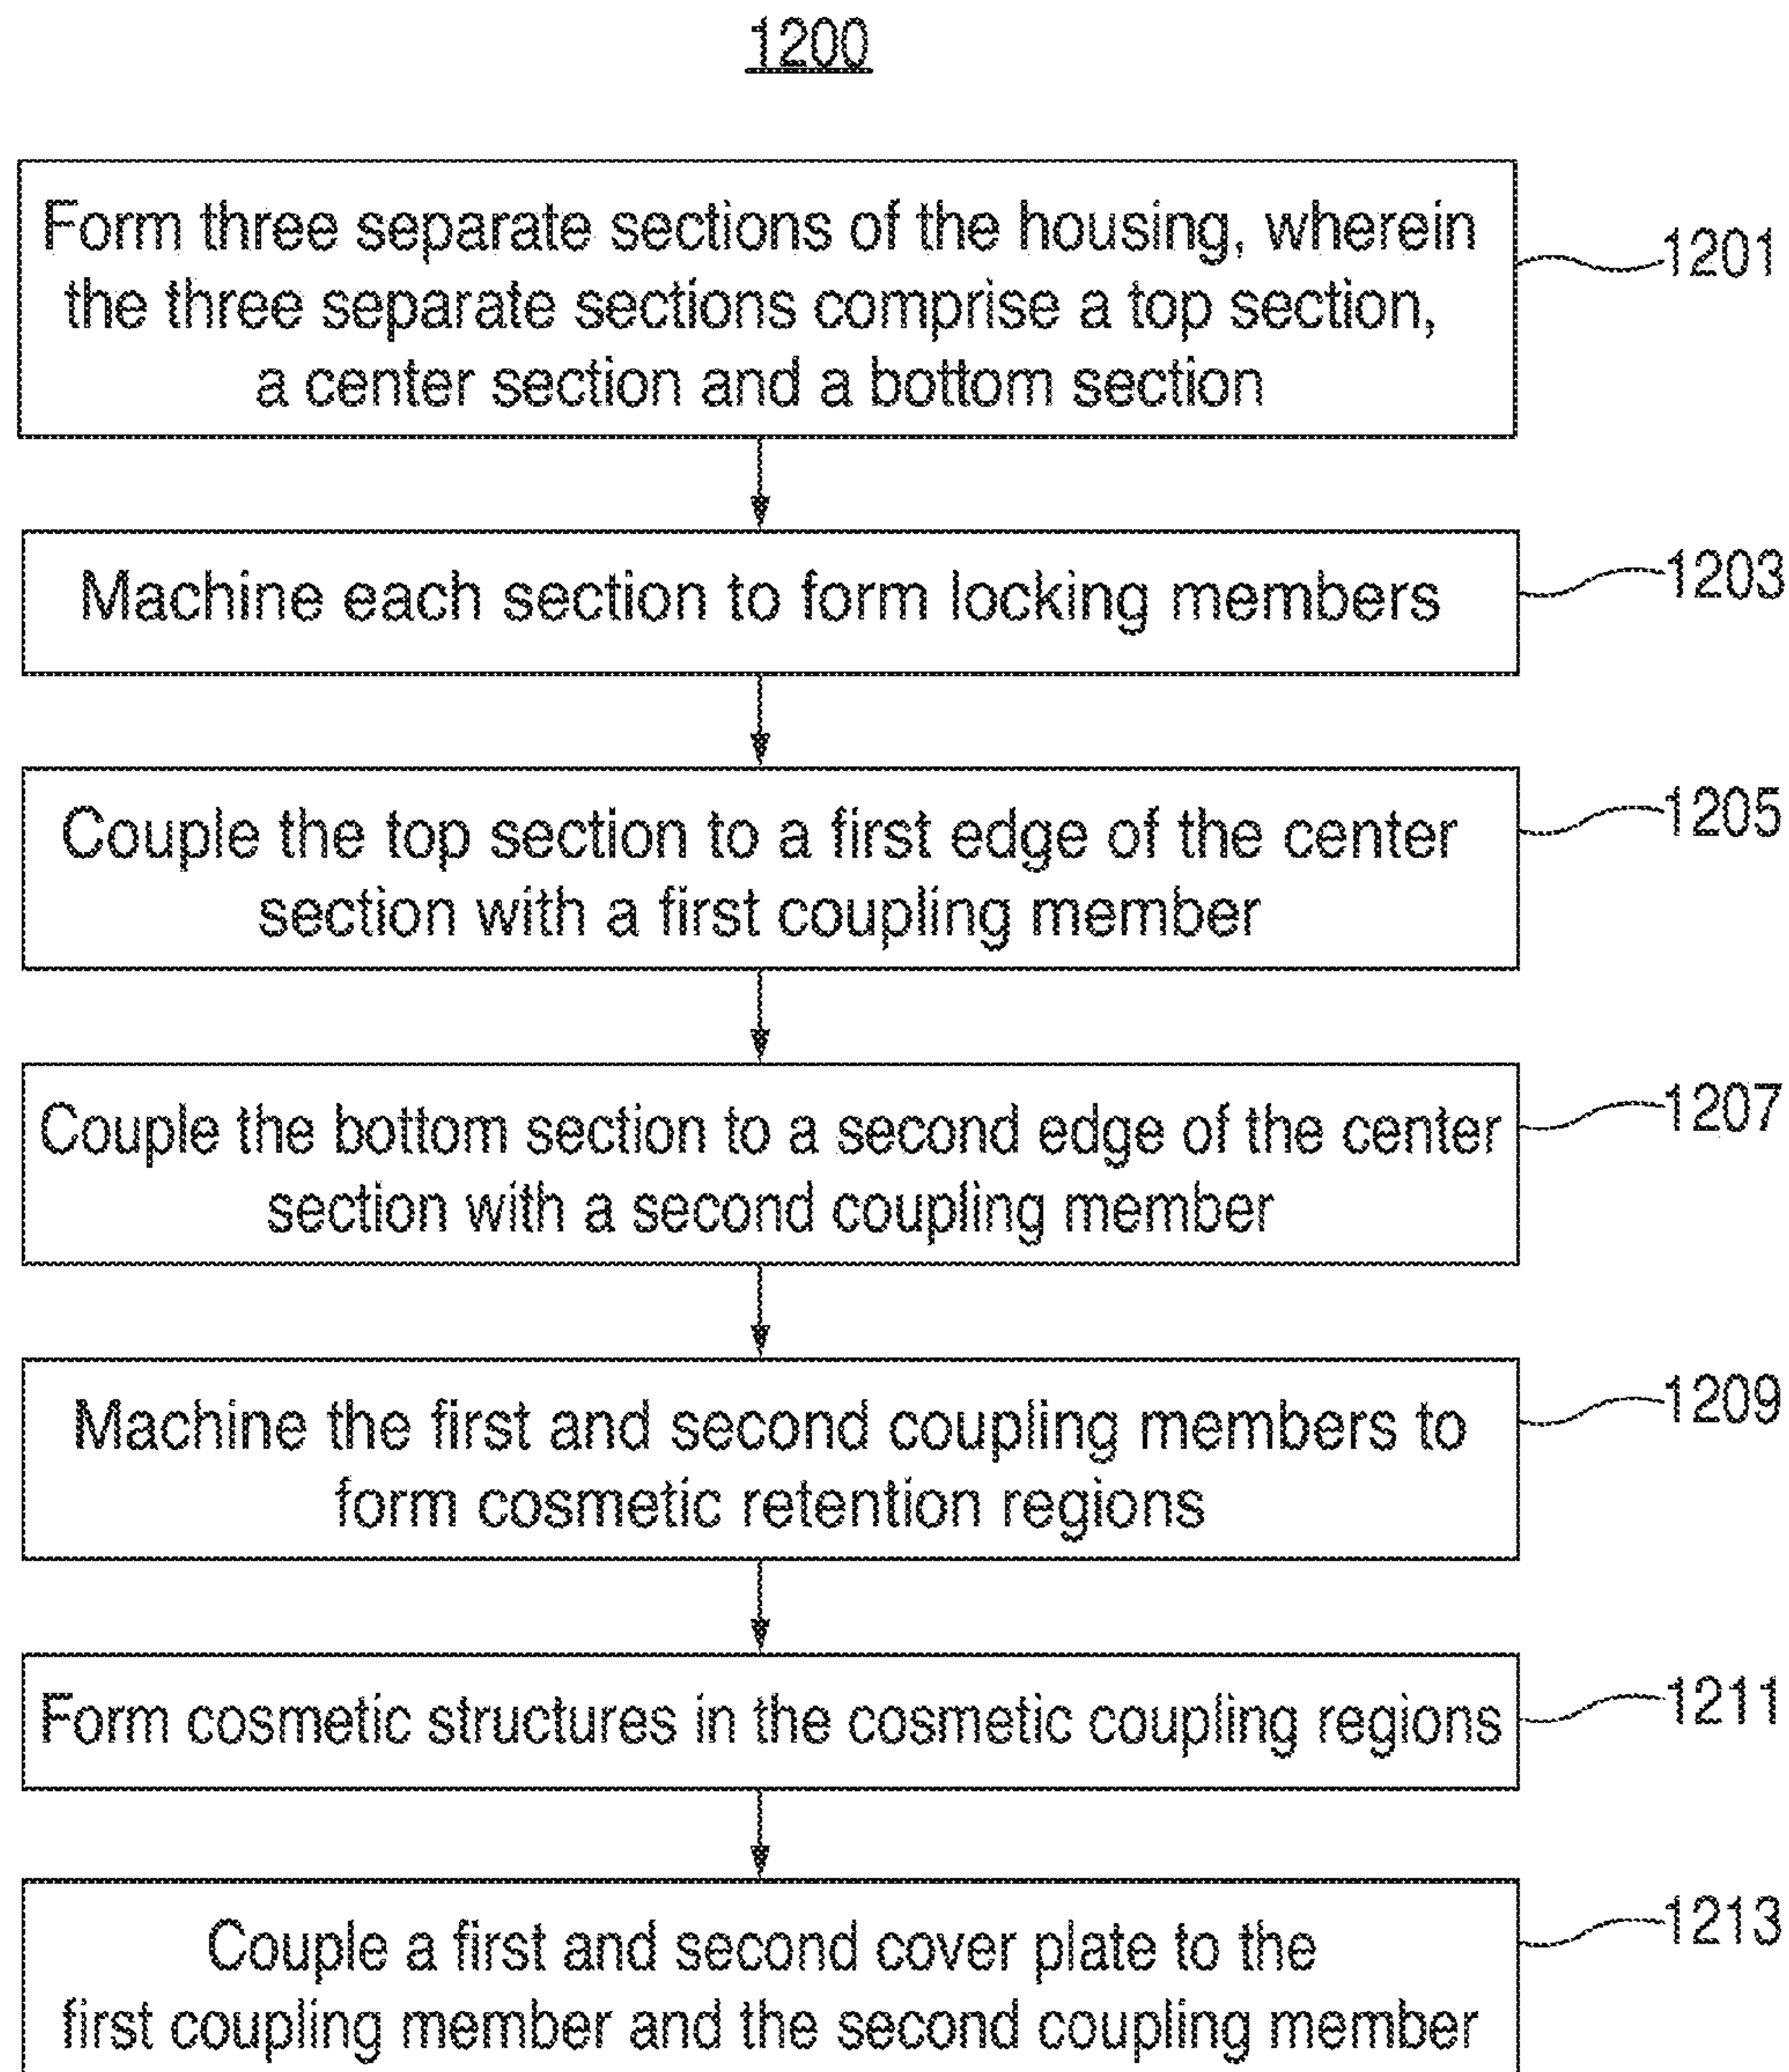 1200
Form three separate sections of the housing, wherein
the three separate sections comprise a top section,
a center section and a bottom section
1201
Machine each section to form locking members
1203
Couple the top section to a first edge of the center
section with a first coupling member
1205
Couple the bottom section to a second edge of the center
section with a second coupling member
1207
Machine the first and second coupling members to
form cosmetic retention regions
1209
Form cosmetic structures in the cosmetic coupling regions
1211
Couple a first and second cover plate to the
first coupling member and the second coupling member
1213